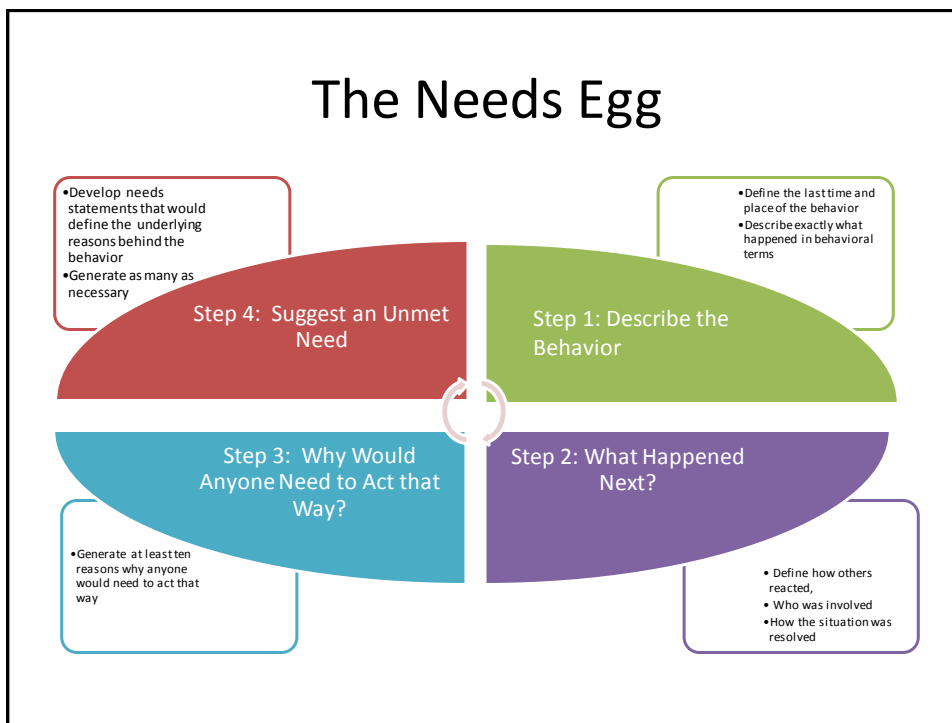 The Needs Egg
•Develop needs
statements that would
define the underlying
reasons behind the
behavior
•Generate as many as
necessary
Step 4: Suggest an Unmet
Need
•Define the last time and
place of the behavior
•Describe exactly what
happened in behavioral
terms
Step 1: Describe the
Behavior
Step 3: Why Would
Anyone Need to Act that
Way?
•Generate at least ten
reasons why anyone
would need to act that
way
Step 2: What Happened
Next?
• Define how others
reacted,
• Who was involved
•How the situation was
resolved